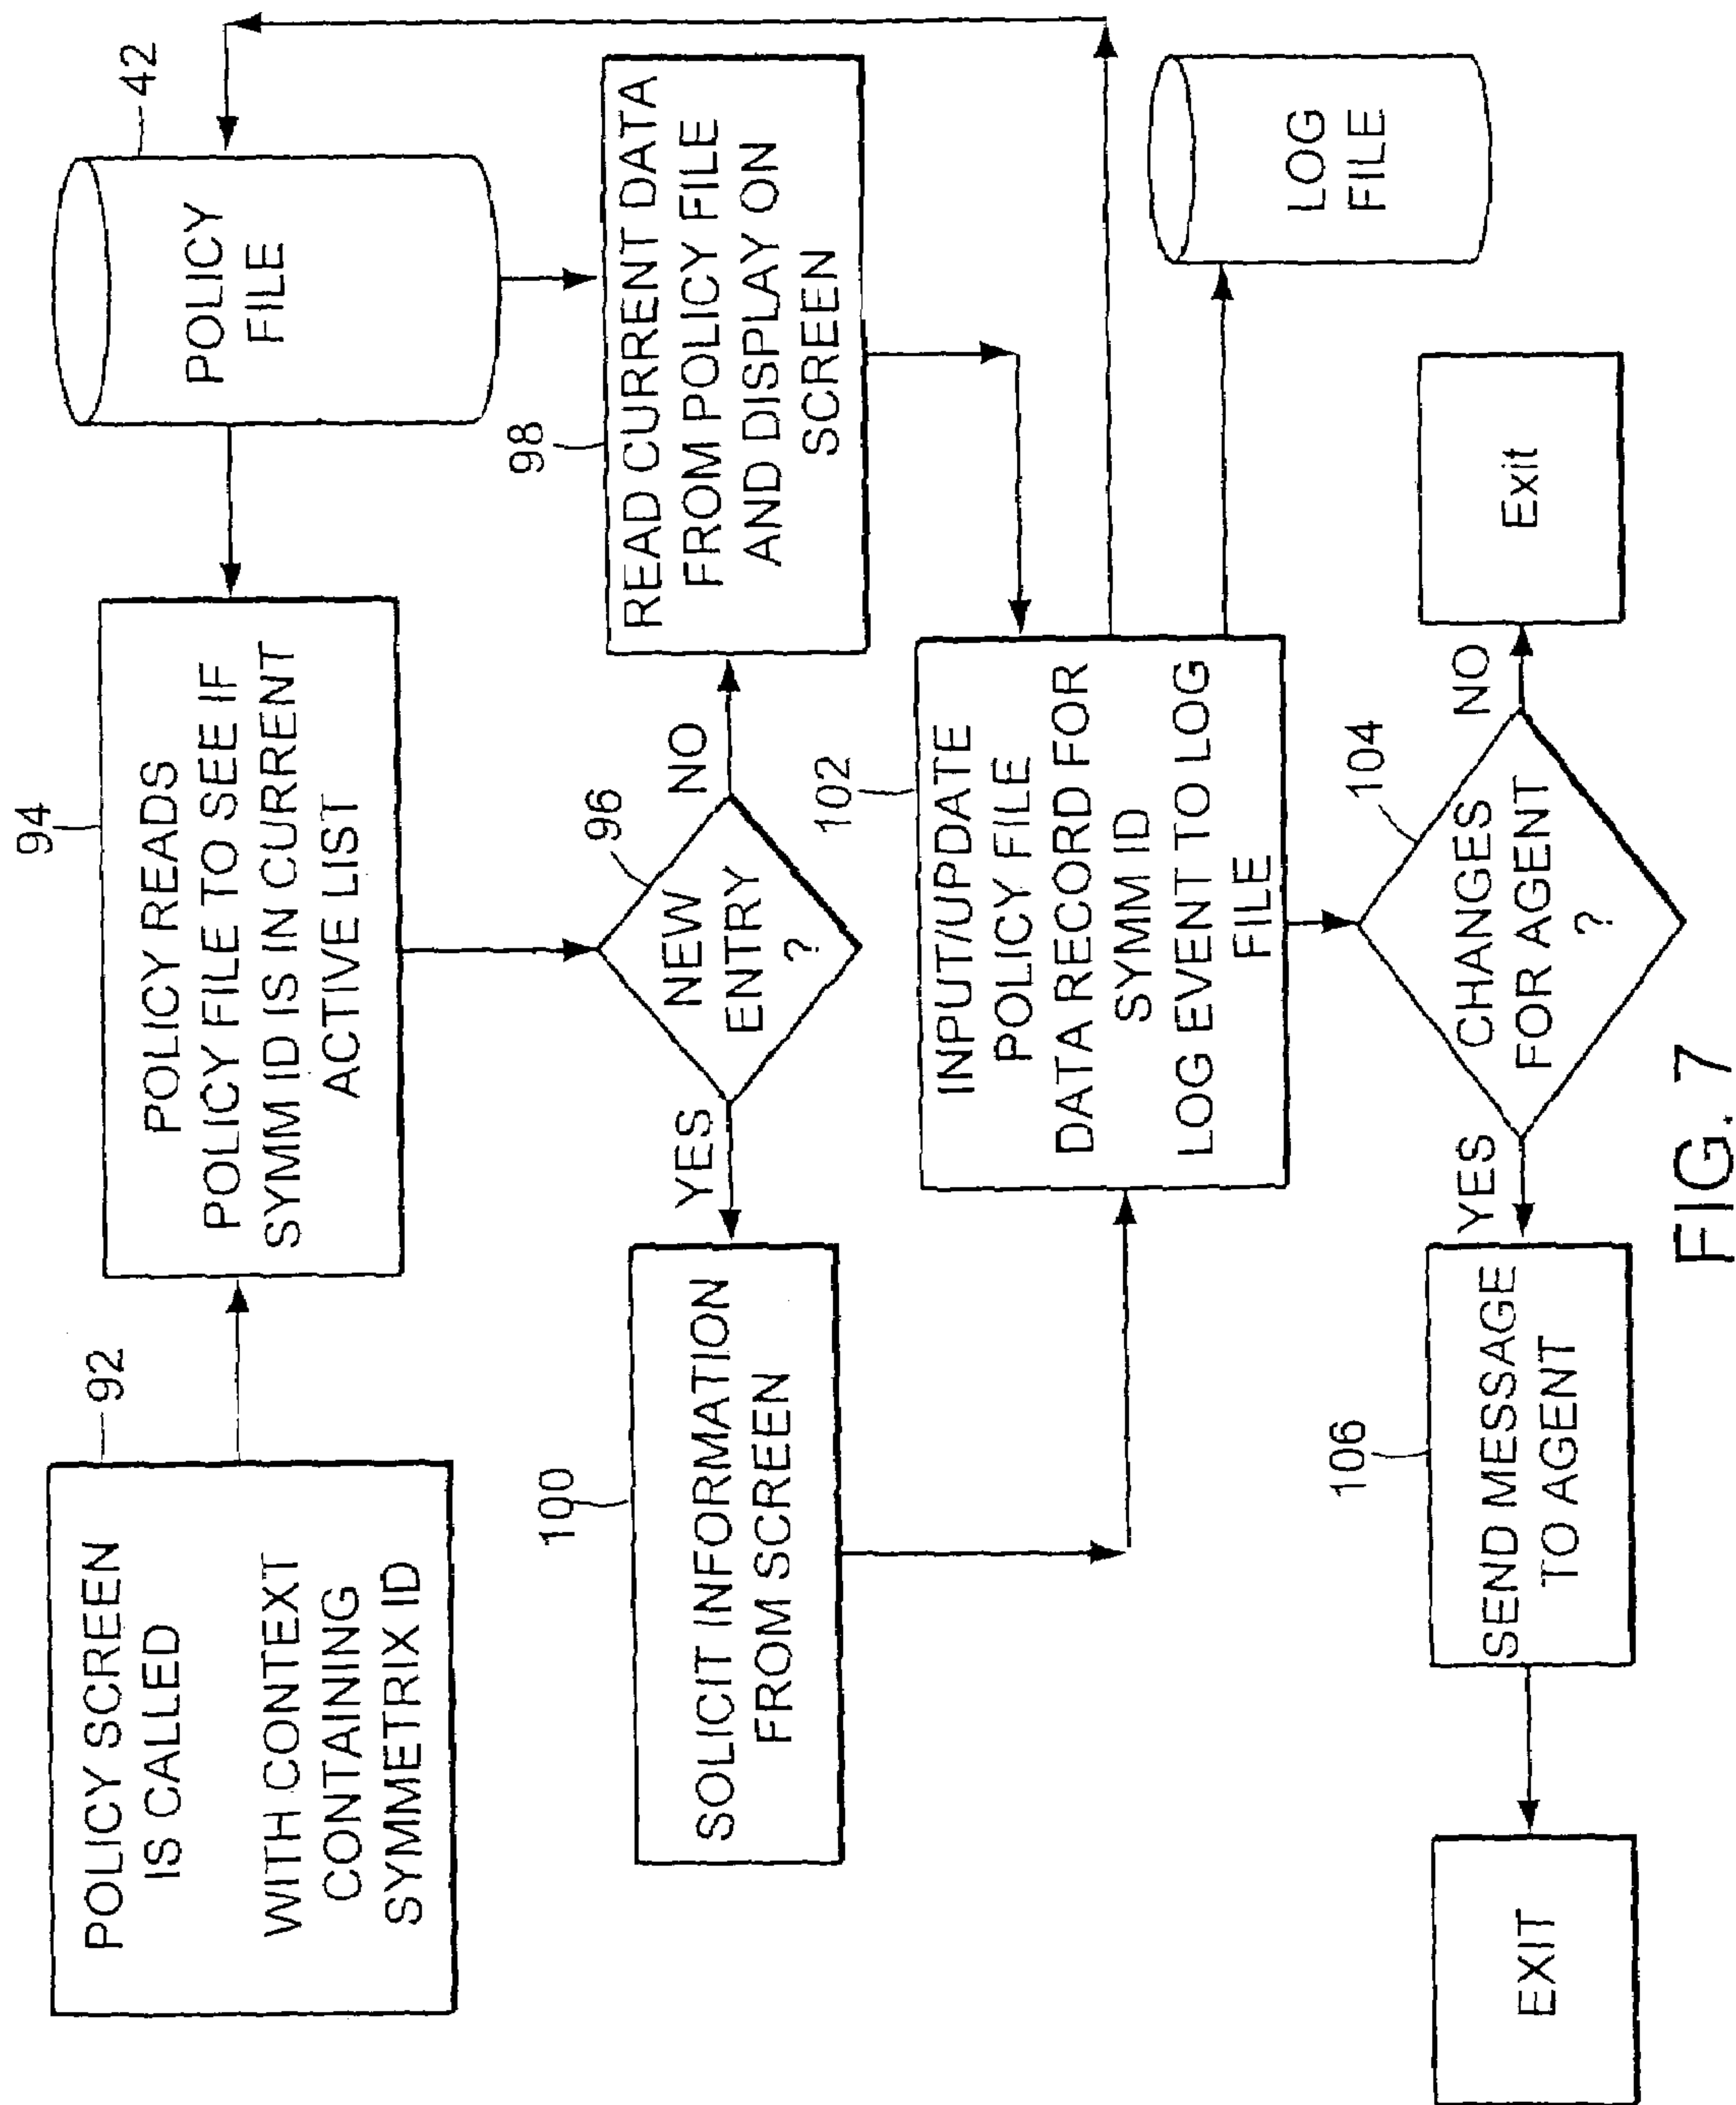 POLICY SCREEN
IS CALLED
WITH CONTEXT
CONTAINING
SYMMETRIX ID
92
94
POLICY READS
POLICY FILE TO SEE IF
SYMM ID IS IN CURRENT
ACTIVE LIST
42
POLICY
FILE
96
NEW
ENTRY
?
YES
NO
98
READ CURRENT DATA
FROM POLICY FILE
AND DISPLAY ON
SCREEN
100
SOLICIT INFORMATION
FROM SCREEN
102
INPUT/UPDATE
POLICY FILE
DATA RECORD FOR
SYMM ID
LOG EVENT TO LOG
FILE
LOG
FILE
104
CHANGES
FOR AGENT
?
YES
NO
Exit
106
SEND MESSAGE
TO AGENT
EXIT
FIG. 7